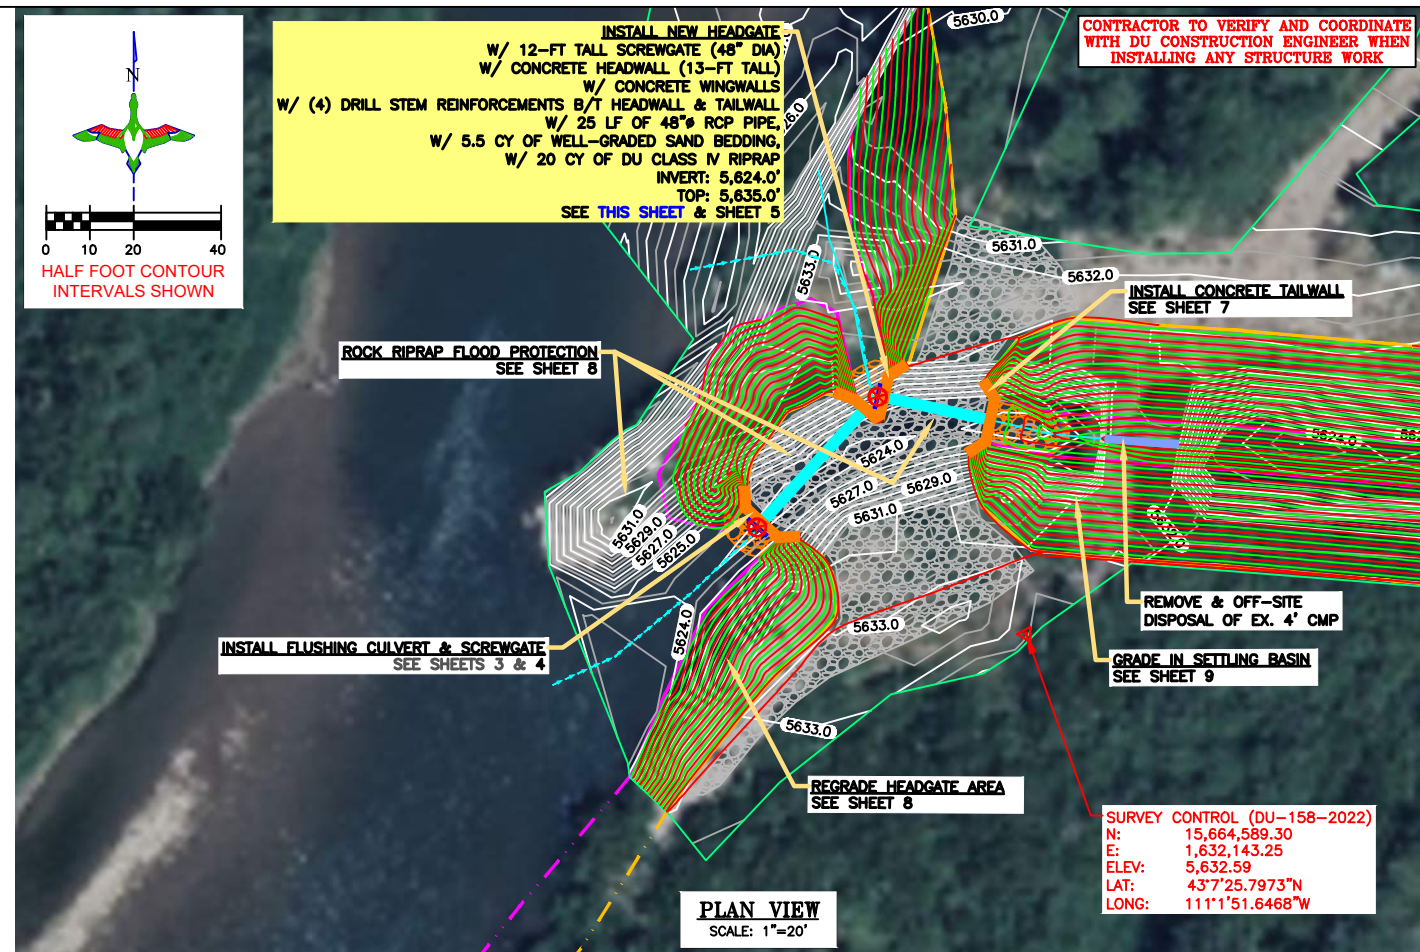 N
0 10 20 40
HALF FOOT CONTOUR
INTERVALS SHOWN
INSTALL NEW HEADGATE
W/ 12-FT TALL SCREWGATE (48" DIA)
W/ CONCRETE HEADWALL (13-FT TALL)
W/ CONCRETE WINGWALLS
W/ (4) DRILL STEM REINFORCEMENTS B/T HEADWALL & TAILWALL
W/ 25 LF OF 48"ø RCP PIPE,
W/ 5.5 CY OF WELL-GRADED SAND BEDDING,
W/ 20 CY OF DU CLASS IV RIPRAP
INVERT: 5,624.0'
TOP: 5,635.0'
SEE THIS SHEET & SHEET 5
CONTRACTOR TO VERIFY AND COORDINATE
WITH DU CONSTRUCTION ENGINEER WHEN
INSTALLING ANY STRUCTURE WORK
5630.0
5631.0
5632.0
5633.0
INSTALL CONCRETE TAILWALL
SEE SHEET 7
ROCK RIPRAP FLOOD PROTECTION
SEE SHEET 8
5624.0
5627.0
5629.0
5631.0
5624.0
5631.0
5629.0
5627.0
5625.0
5624.0
5633.0
5633.0
INSTALL FLUSHING CULVERT & SCREWGATE
SEE SHEETS 3 & 4
REMOVE & OFF-SITE
DISPOSAL OF EX. 4' CMP
GRADE IN SETTLING BASIN
SEE SHEET 9
REGRADE HEADGATE AREA
SEE SHEET 8
SURVEY CONTROL (DU-158-2022)
N: 15,664,589.30
E: 1,632,143.25
ELEV: 5,632.59
LAT: 43°7'25.7973"N
LONG: 111°1'51.6468"W
PLAN VIEW
SCALE: 1"=20'